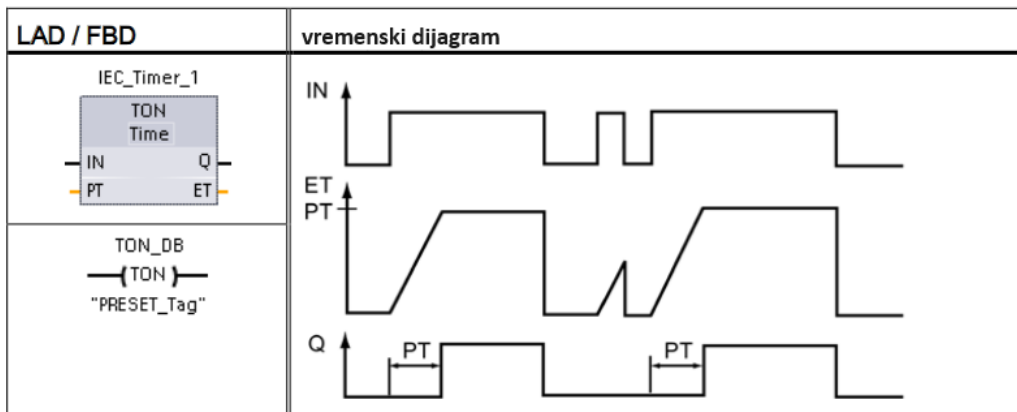 LAD / FBD
vremenski dijagram
IEC_Timer_1
TON
Time
IN Q
PT ET
TON_DB
TON
"PRESET_Tag"
IN
ET
PT
Q
PT
PT